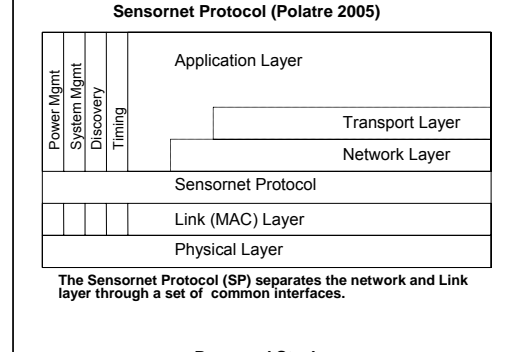 Sensornet Protocol (Polatre 2005)
Power Mgmt
System Mgmt
Discovery
Timing
Application Layer
Transport Layer
Network Layer
Sensornet Protocol
Link (MAC) Layer
Physical Layer
The Sensornet Protocol (SP) separates the network and Link
layer through a set of common interfaces.